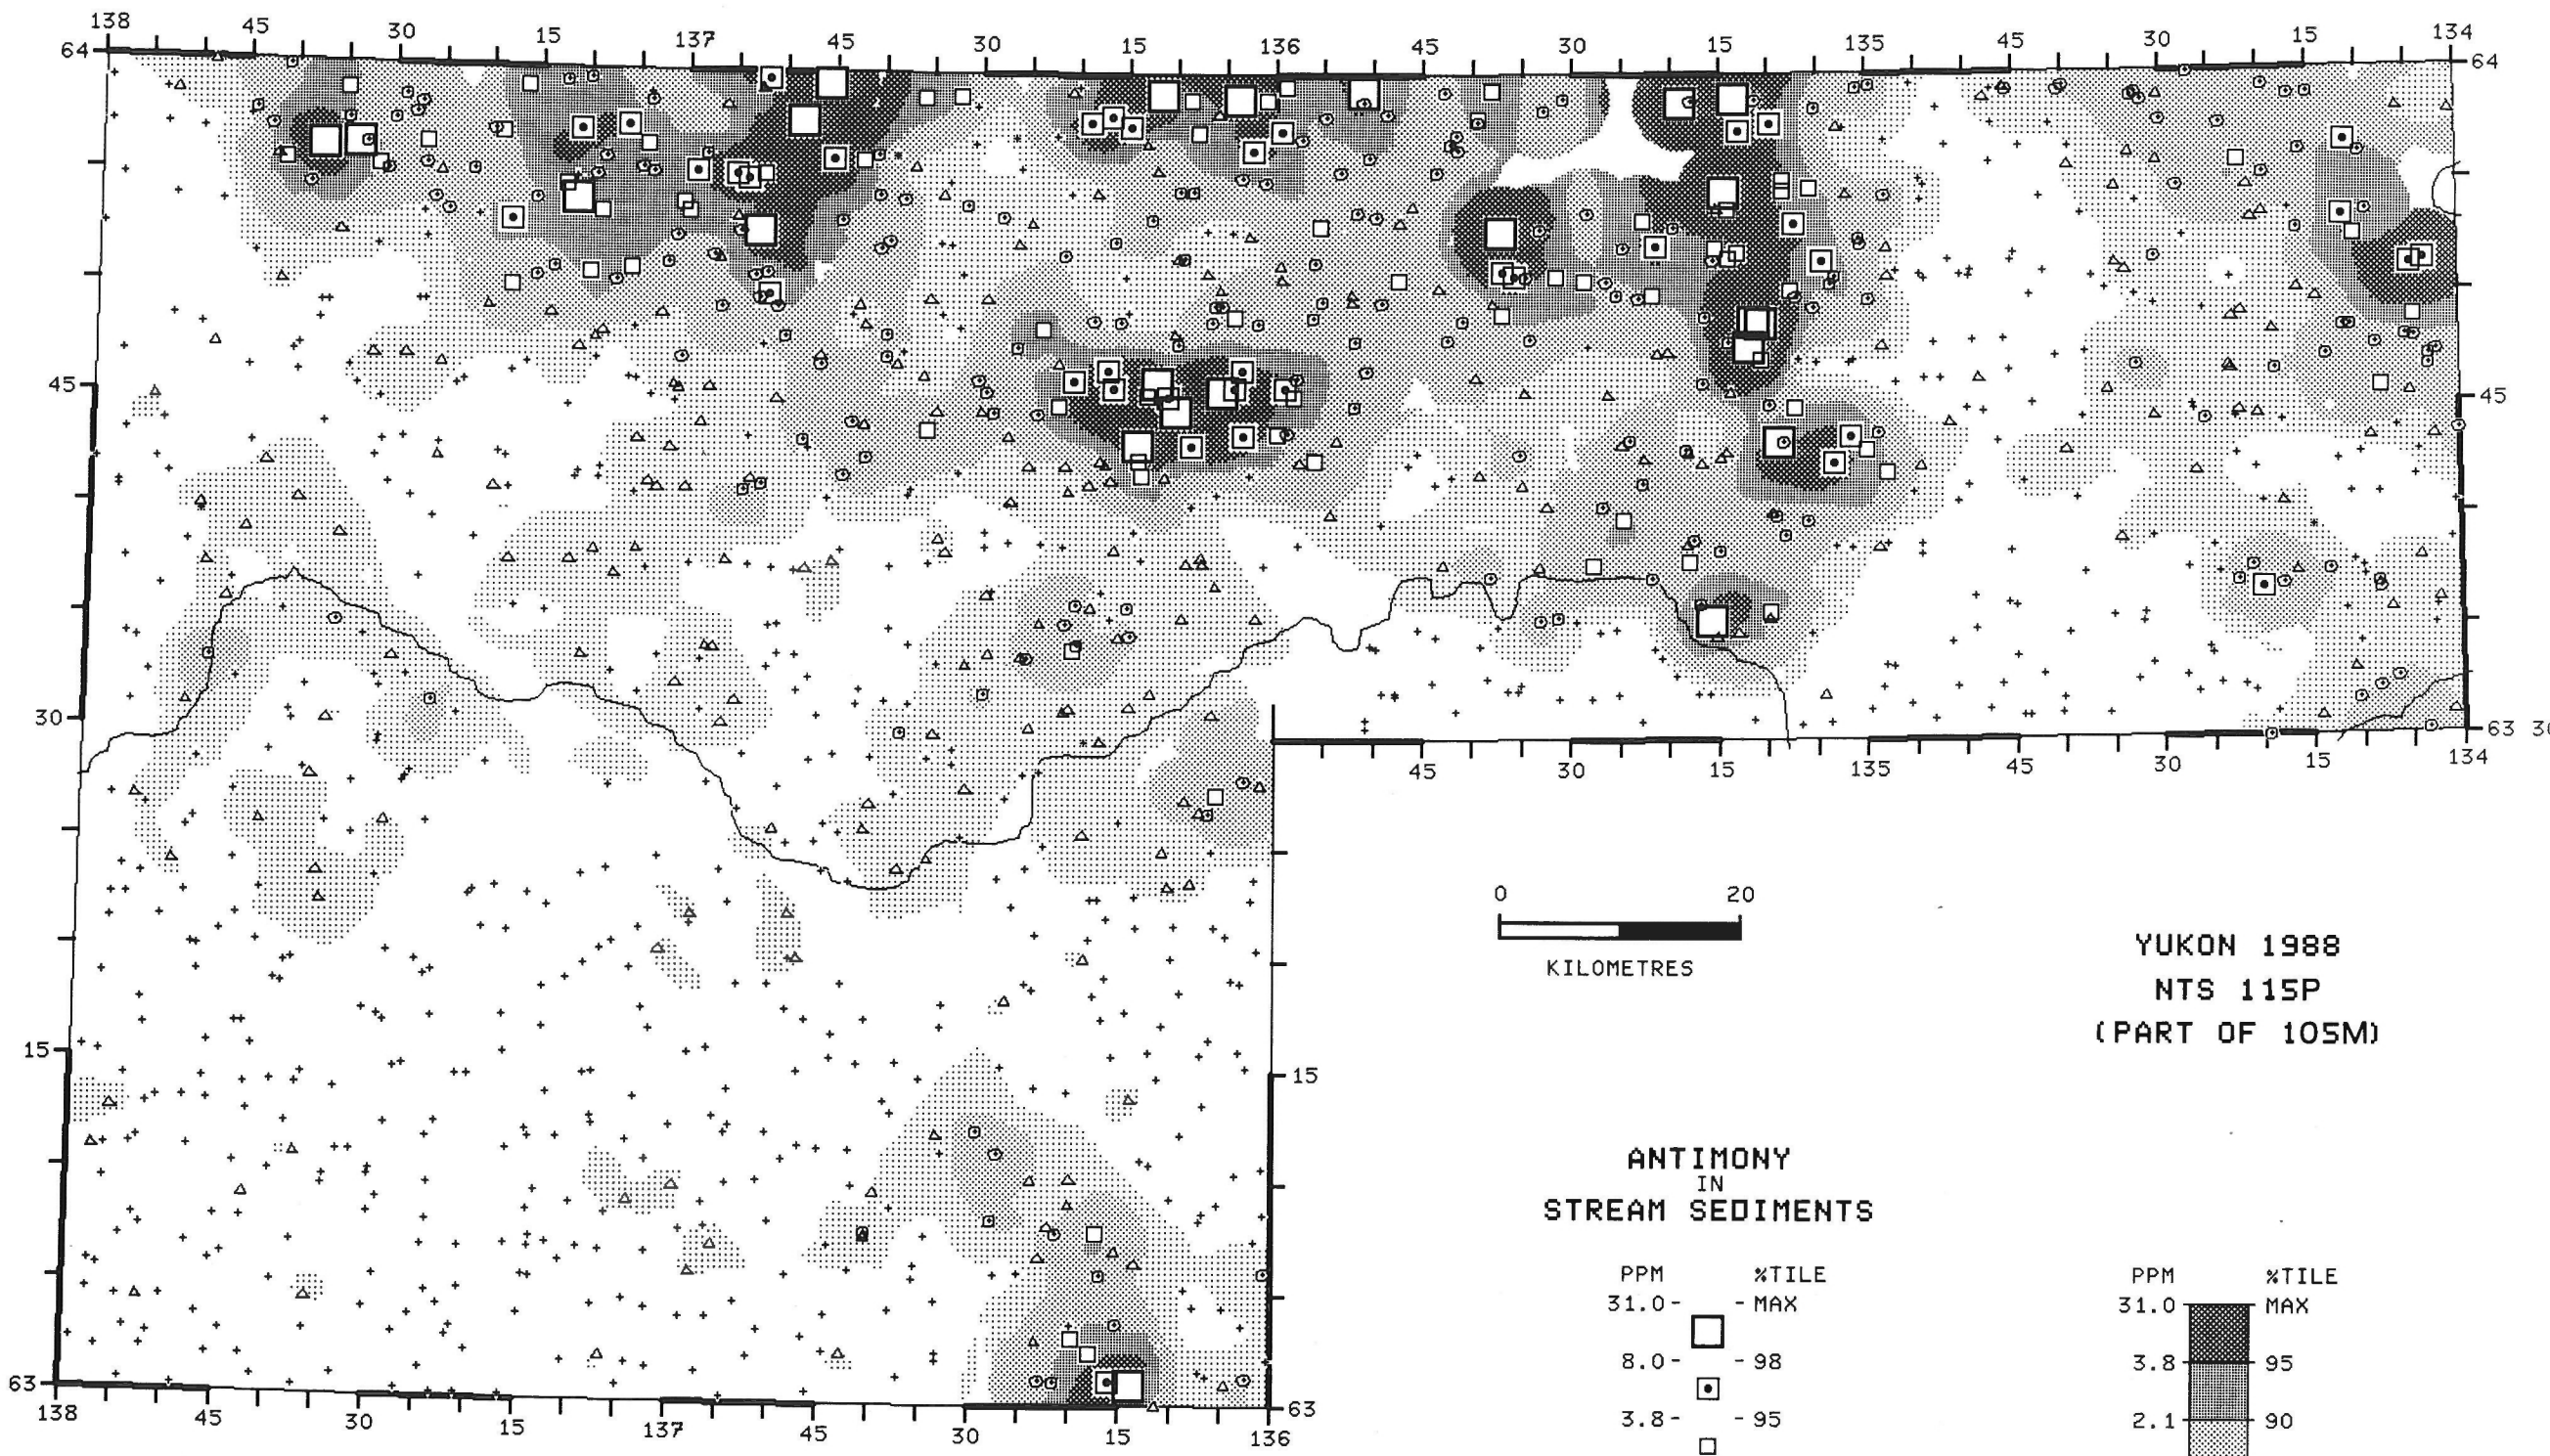 138 45 30 15 137 45 30 15 136 45 30 15 135 45 30 15 134
64 64
45 45
30 63 30
45 30 15 135 45 30 15 134
0 20
KILOMETRES
YUKON 1988
NTS 115P
(PART OF 105M)
15 15
ANTIMONY
IN
STREAM SEDIMENTS
PPM %TILE PPM %TILE
31.0- - MAX 31.0 MAX
8.0- - 98 3.8 95
3.8- - 95 2.1 90
63 63
138 45 30 15 137 45 30 15 136